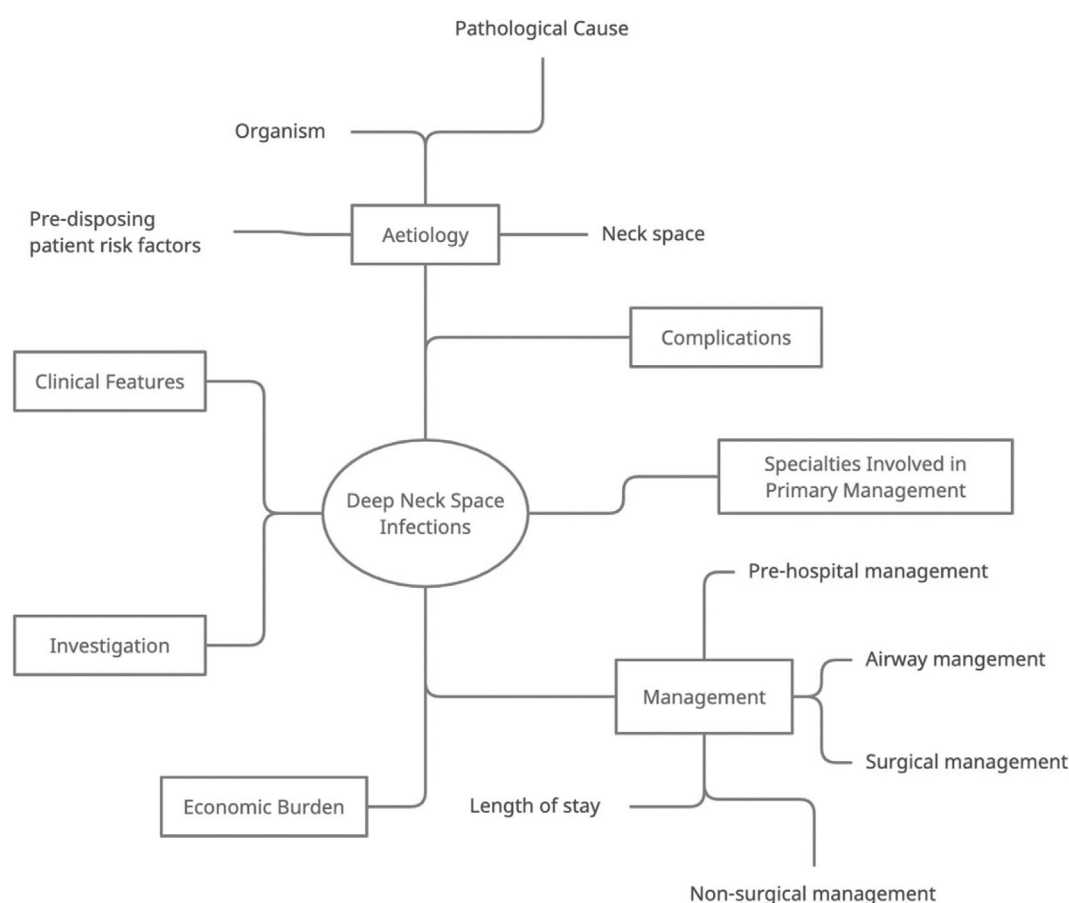 Pathological Cause
Organism
Pre-disposing
patient risk factors
Aetiology
Neck space
Complications
Clinical Features
Specialties Involved in
Primary Management
Deep Neck Space
Infections
Pre-hospital management
Investigation
Airway mangement
Management
Surgical management
Economic Burden
Length of stay
Non-surgical management